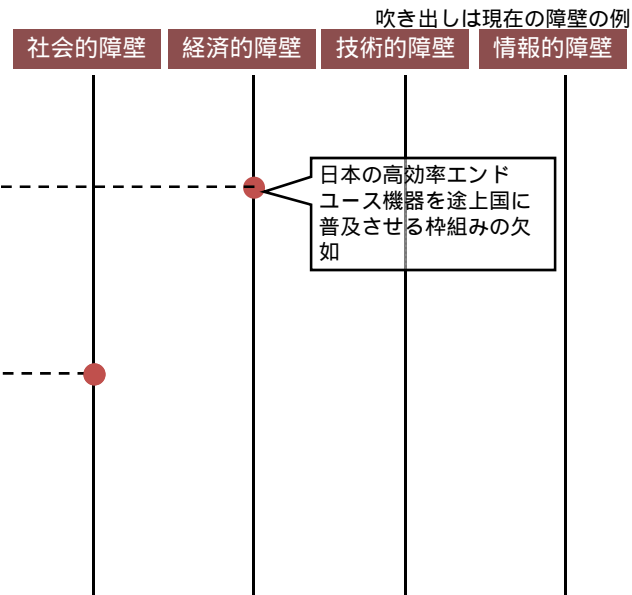 吹き出しは現在の障壁の例
社会的障壁 経済的障壁 技術的障壁 情報的障壁
日本の高効率エンド
ユース機器を途上国に
普及させる枠組みの欠
如